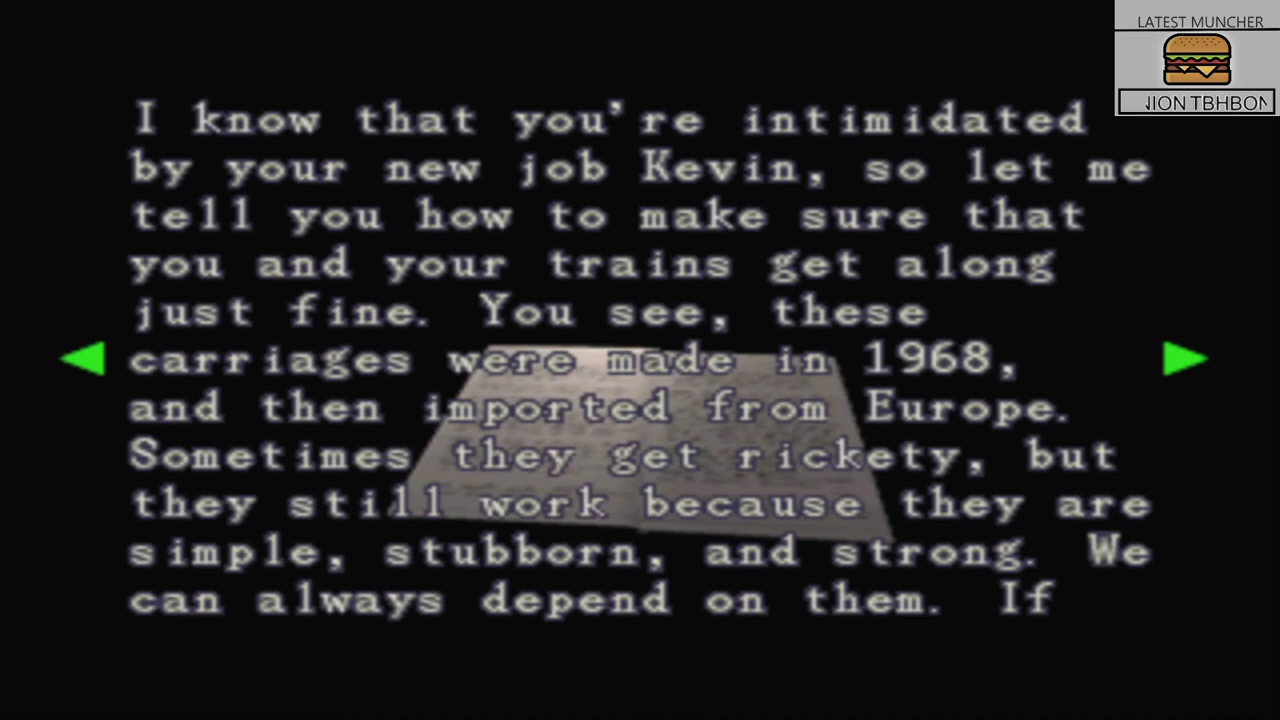 LATEST MUNCHER
I know that you're intimidated
by your new job Kevin, so let me
tell you how to make sure that
you and your trains get along
just fine. You see, these
carriages were made in 1968,
and then imported from Europe.
Sometimes they get rickety, but
they still work because they are
simple, stubborn, and strong. We
can always depend on them. If